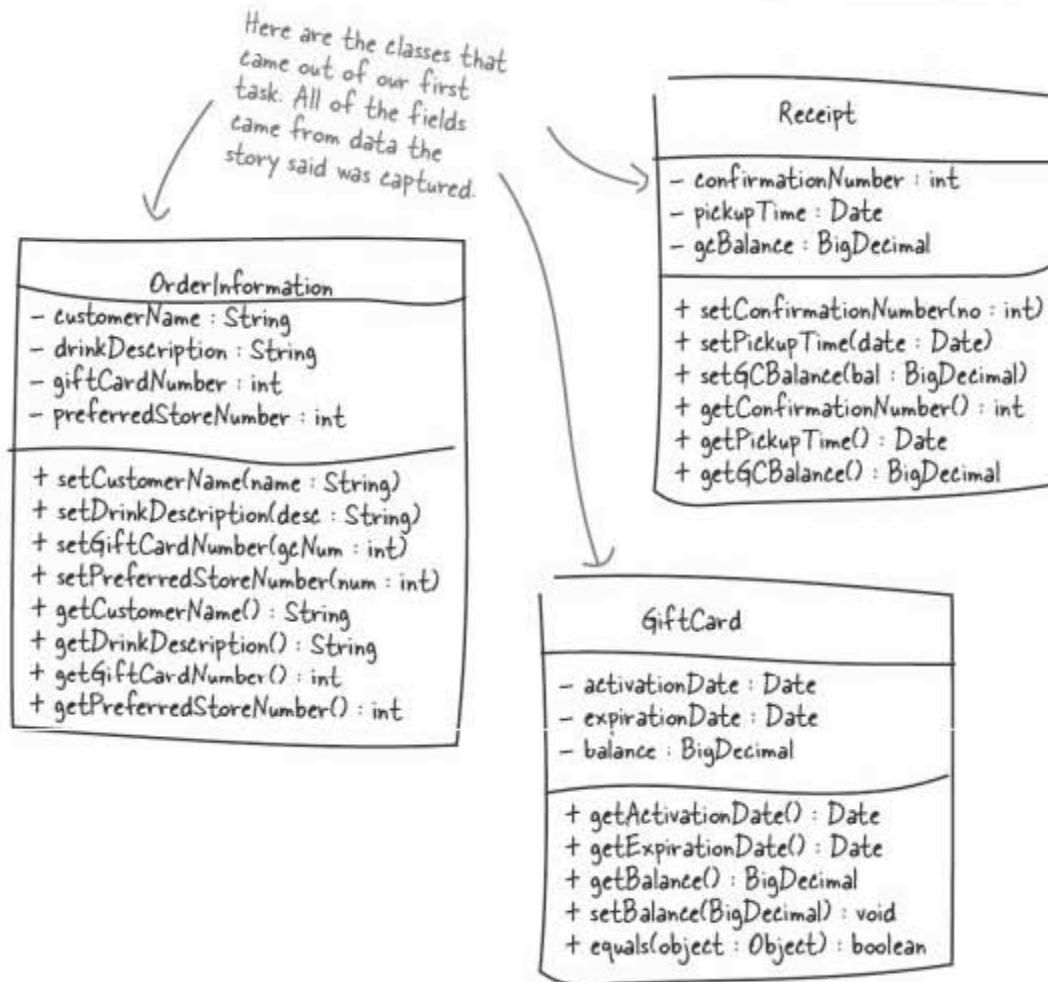 Here are the classes that
came out of our first
task. All of the fields
came from data the
story said was captured.
Receipt
- confirmationNumber : int
- pickupTime : Date
- gcBalance : BigDecimal
+ setConfirmationNumber(no : int)
+ setPickupTime(date : Date)
+ setGCBalance(bal : BigDecimal)
+ getConfirmationNumber() : int
+ getPickupTime() : Date
+ getGCBalance() : BigDecimal
OrderInformation
- customerName : String
- drinkDescription : String
- giftCardNumber : int
- preferredStoreNumber : int
+ setCustomerName(name : String)
+ setDrinkDescription(desc : String)
+ setGiftCardNumber(gcNum : int)
+ setPreferredStoreNumber(num : int)
+ getCustomerName() : String
+ getDrinkDescription() : String
+ getGiftCardNumber() : int
+ getPreferredStoreNumber() : int
GiftCard
- activationDate : Date
- expirationDate : Date
- balance : BigDecimal
+ getActivationDate() : Date
+ getExpirationDate() : Date
+ getBalance() : BigDecimal
+ setBalance(BigDecimal) : void
+ equals(object : Object) : boolean